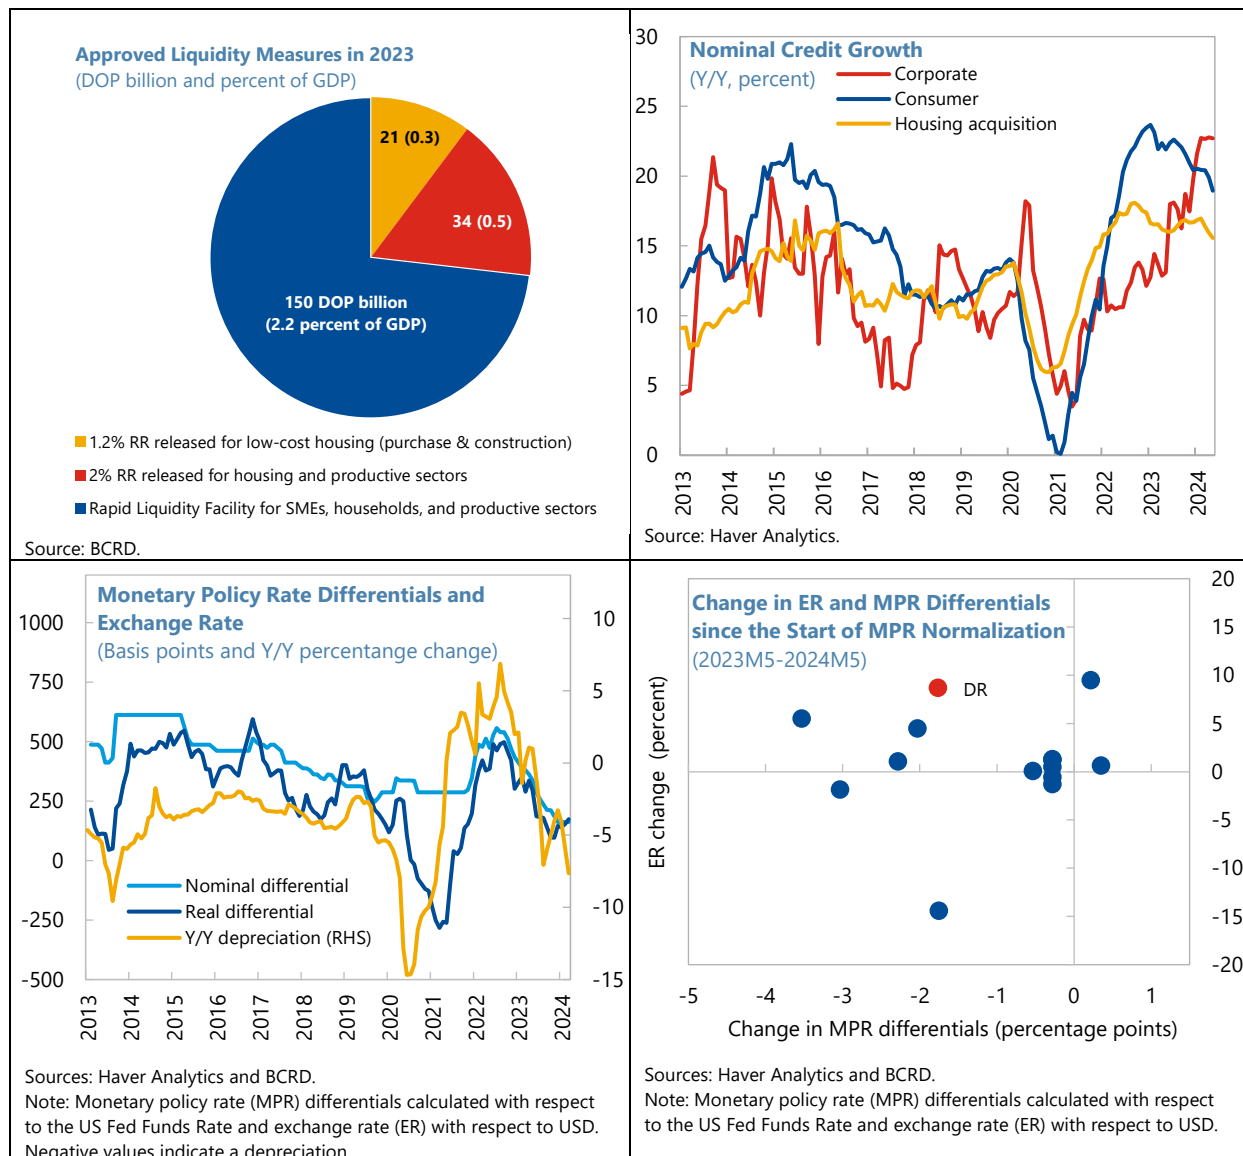 Approved Liquidity Measures in 2023
(DOP billion and percent of GDP)
21 (0.3)
34 (0.5)
150 DOP billion
(2.2 percent of GDP)
1.2% RR released for low-cost housing (purchase & construction)
2% RR released for housing and productive sectors
Rapid Liquidity Facility for SMEs, households, and productive sectors
Source: BCRD.
Nominal Credit Growth
(Y/Y, percent)
Corporate
Consumer
Housing acquisition
30
25
20
15
10
5
0
2013
2014
2015
2016
2017
2018
2019
2020
2021
2022
2023
2024
Source: Haver Analytics.
Monetary Policy Rate Differentials and
Exchange Rate
(Basis points and Y/Y percentange change)
1000
750
500
250
0
-250
-500
10
5
0
-5
-10
-15
Nominal differential
Real differential
Y/Y depreciation (RHS)
2013
2014
2015
2016
2017
2018
2019
2020
2021
2022
2023
2024
Sources: Haver Analytics and BCRD.
Note: Monetary policy rate (MPR) differentials calculated with respect
to the US Fed Funds Rate and exchange rate (ER) with respect to USD.
Negative values indicate a depreciation.
Change in ER and MPR Differentials
since the Start of MPR Normalization
(2023M5-2024M5)
DR
ER change (percent)
20
15
10
5
0
-5
-10
-15
-20
-5
-4
-3
-2
-1
0
1
Change in MPR differentials (percentage points)
Sources: Haver Analytics and BCRD.
Note: Monetary policy rate (MPR) differentials calculated with respect
to the US Fed Funds Rate and exchange rate (ER) with respect to USD.